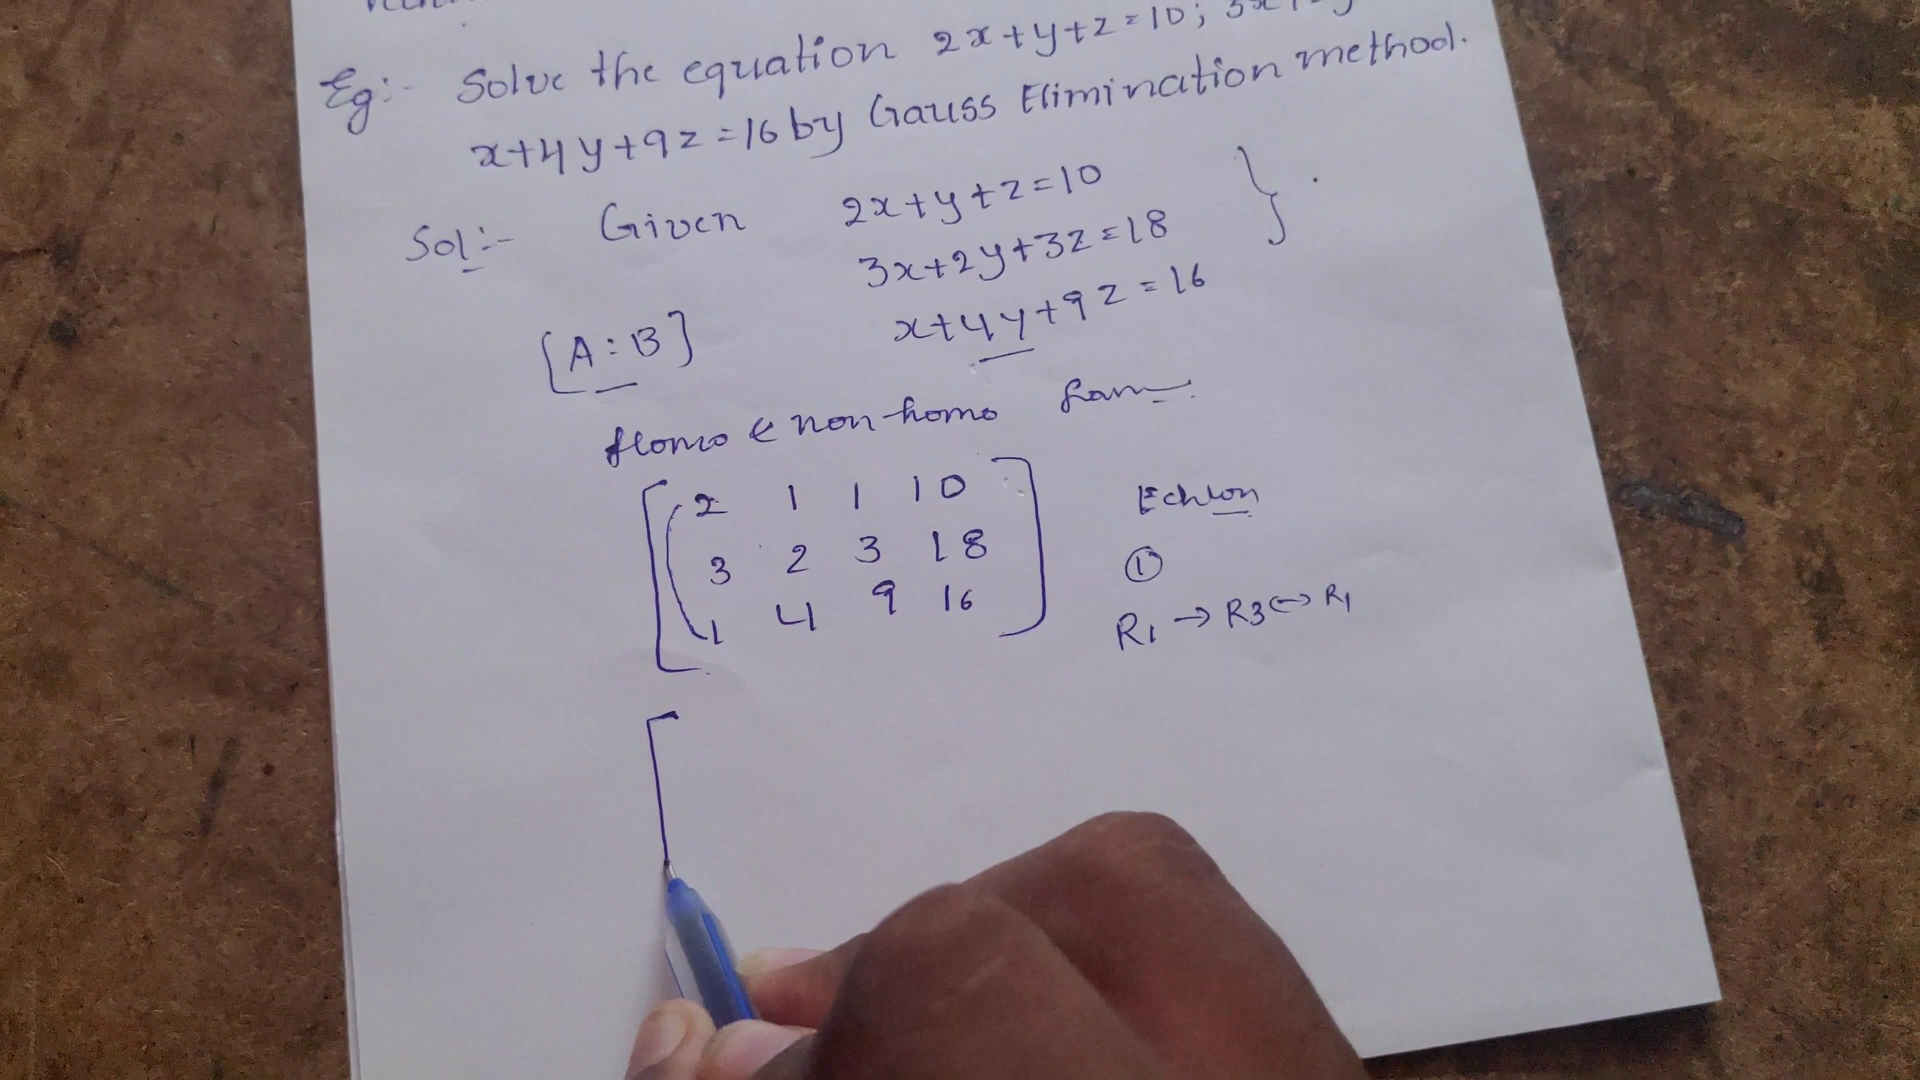 Eg:- Solve the equation 2x+y+z=10; 3x+2y
x+4y+9z=16 by Gauss Elimination method.
Sol:- Given 2x+y+z=10
3x+2y+3z=18
x+4y+9z=16
[A:B]
Homo & non-homo
2 1 1 10
3 2 3 18
1 4 9 16
Echlon
①
R1 → R3 ↔ R1